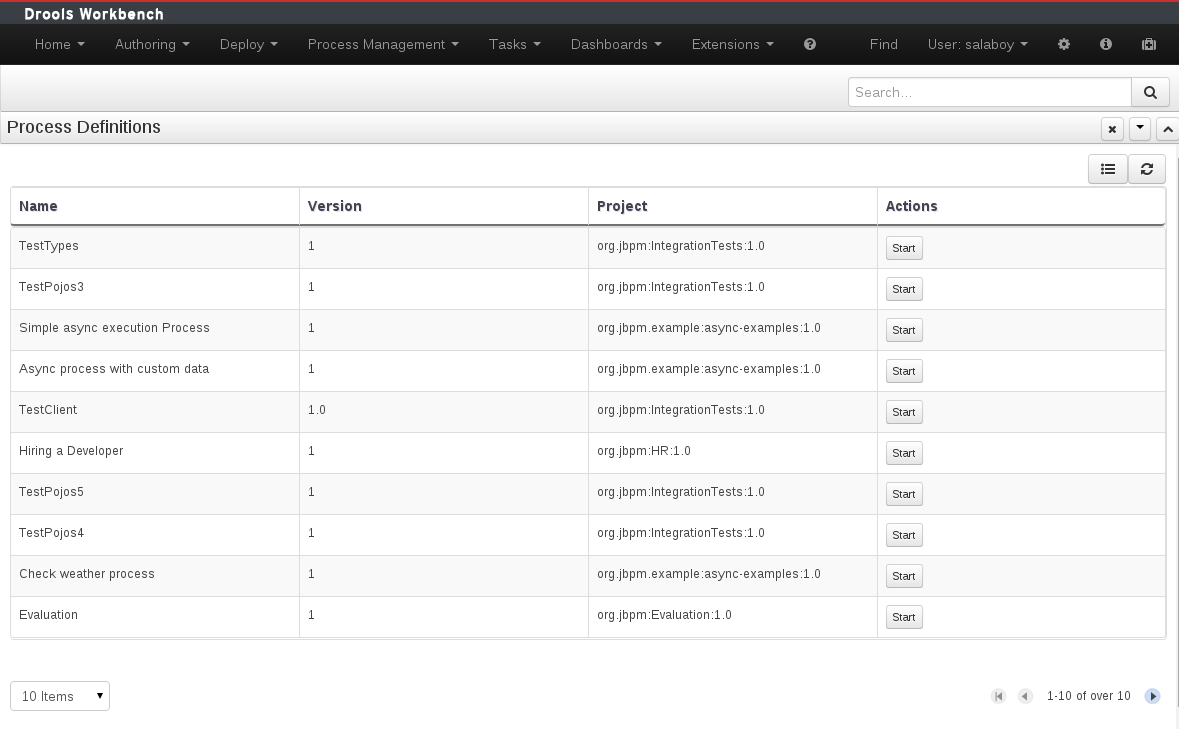 Drools Workbench
Home Authoring Deploy Process Management Tasks Dashboards Extensions Find User: salaboy
Search...
Process Definitions
Name Version Project Actions
TestTypes 1 org.jbpm:IntegrationTests:1.0 Start
TestPojos3 1 org.jbpm:IntegrationTests:1.0 Start
Simple async execution Process 1 org.jbpm.example:async-examples:1.0 Start
Async process with custom data 1 org.jbpm.example:async-examples:1.0 Start
TestClient 1.0 org.jbpm:IntegrationTests:1.0 Start
Hiring a Developer 1 org.jbpm:HR:1.0 Start
TestPojos5 1 org.jbpm:IntegrationTests:1.0 Start
TestPojos4 1 org.jbpm:IntegrationTests:1.0 Start
Check weather process 1 org.jbpm.example:async-examples:1.0 Start
Evaluation 1 org.jbpm:Evaluation:1.0 Start
10 Items 1-10 of over 10